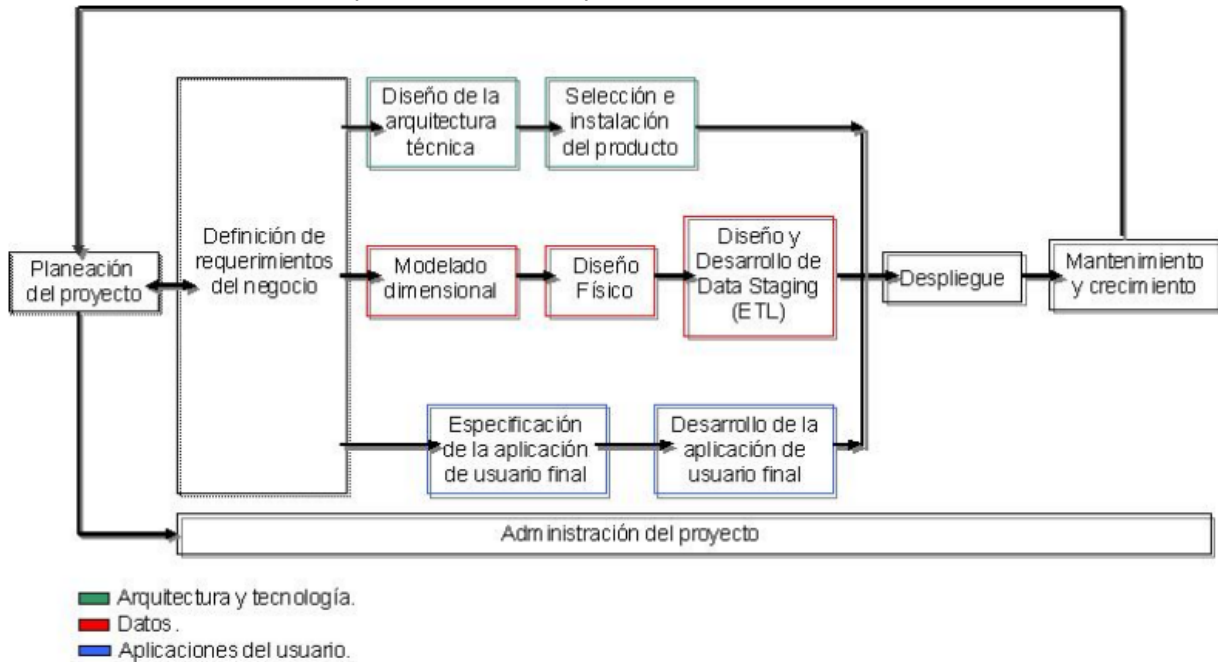 Diseño de la
arquitectura
técnica
Selección e
instalación
del producto
Planeación
del proyecto
Definición de
requerimientos
del negocio
Modelado
dimensional
Diseño
Físico
Diseño y
Desarrollo de
Data Staging
(ETL)
Despliegue
Mantenimiento
y crecimiento
Especificación
de la aplicación
de usuario final
Desarrollo de la
aplicación de
usuario final
Administración del proyecto
Arquitectura y tecnología.
Datos.
Aplicaciones del usuario.